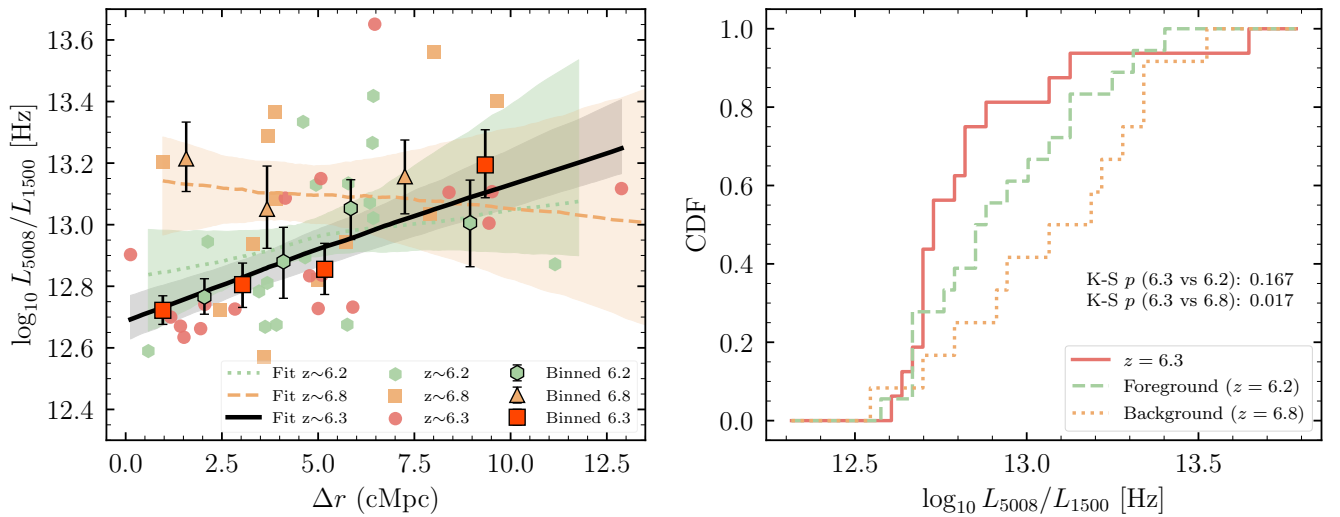 13.6
13.4
13.2
13.0
12.8
12.6
12.4
log₁₀ L₅₀₀₈/L₁₅₀₀ [Hz]
Fit z~6.2
Fit z~6.8
Fit z~6.3
z~6.2
z~6.8
z~6.3
Binned 6.2
Binned 6.8
Binned 6.3
0.0 2.5 5.0 7.5 10.0 12.5
Δr (cMpc)
1.0
0.8
0.6
0.4
0.2
0.0
CDF
K-S p (6.3 vs 6.2): 0.167
K-S p (6.3 vs 6.8): 0.017
z = 6.3
Foreground (z = 6.2)
Background (z = 6.8)
12.5 13.0 13.5
log₁₀ L₅₀₀₈/L₁₅₀₀ [Hz]